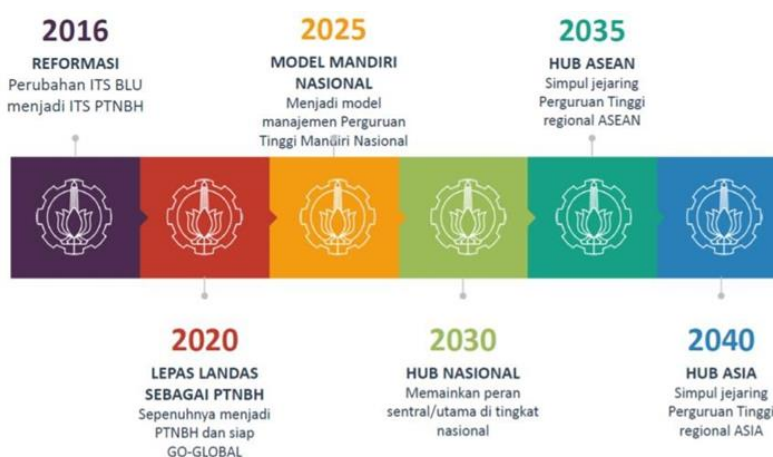 2016
REFORMASI
Perubahan ITS BLU
menjadi ITS PTNBH
2025
MODEL MANDIRI
NASIONAL
Menjadi model
manajemen Perguruan
Tinggi Mandiri Nasional
2035
HUB ASEAN
Simpul jejaring
Perguruan Tinggi
regional ASEAN
2020
LEPAS LANDAS
SEBAGAI PTNBH
Sepenuhnya menjadi
PTNBH dan siap
GO-GLOBAL
2030
HUB NASIONAL
Memainkan peran
sentral/utama di tingkat
nasional
2040
HUB ASIA
Simpul jejaring
Perguruan Tinggi
regional ASIA